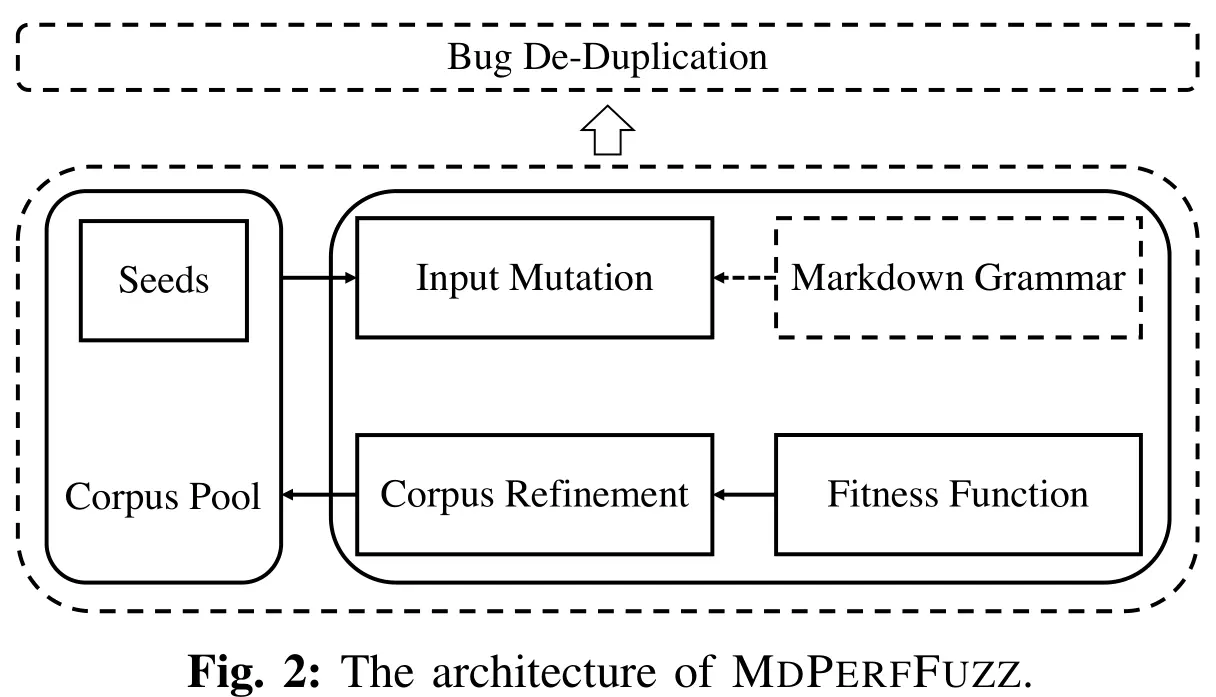 Bug De-Duplication
Seeds
Input Mutation
Markdown Grammar
Corpus Pool
Corpus Refinement
Fitness Function
Fig. 2: The architecture of MDPERFFUZZ.